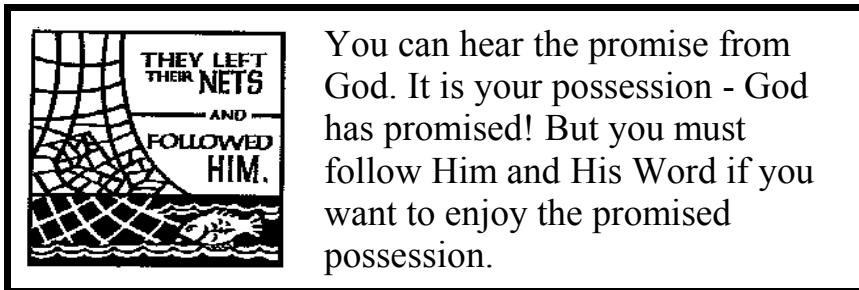 THEY LEFT
THEIR NETS
AND
FOLLOWED
HIM.
You can hear the promise from
God. It is your possession - God
has promised! But you must
follow Him and His Word if you
want to enjoy the promised
possession.